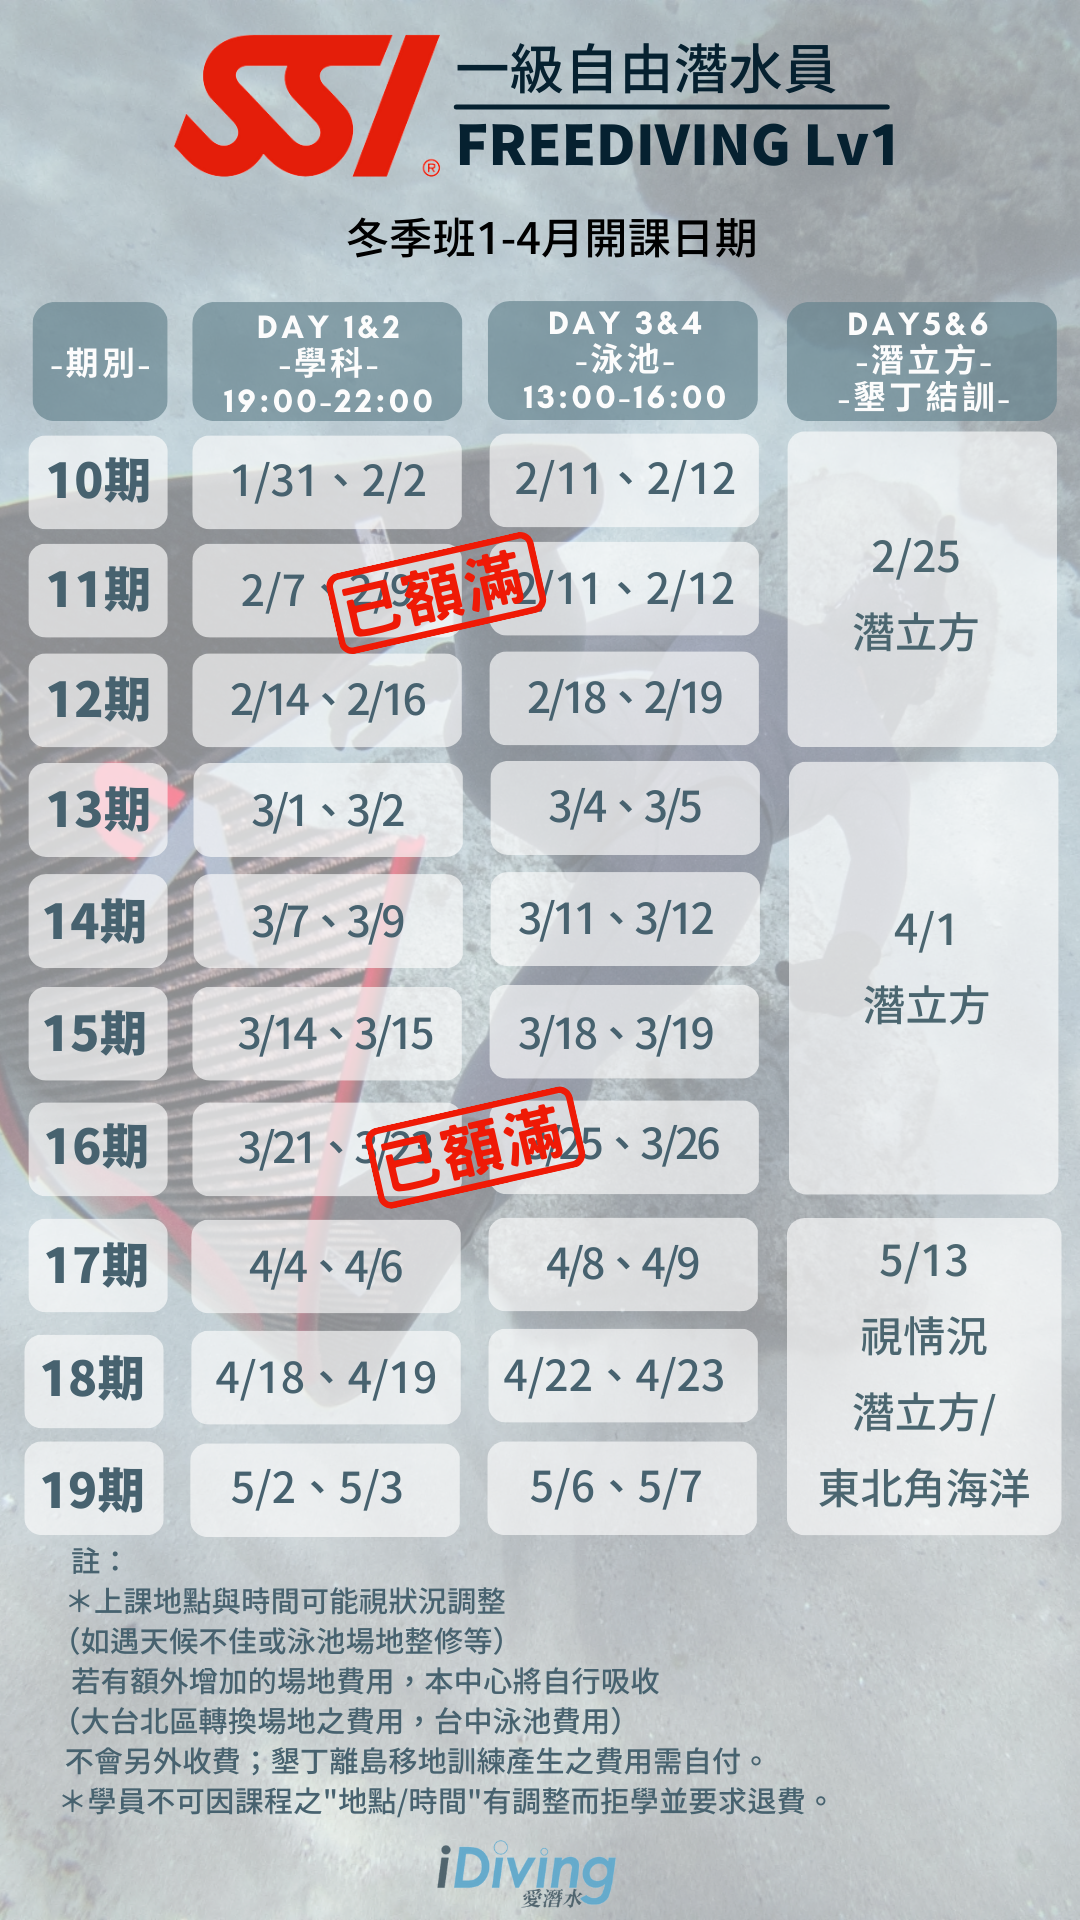 SSI®
一級自由潛水員
FREEDIVING Lv1
冬季班1-4月開課日期
-期別-
DAY 1&2
-學科-
19:00-22:00
DAY 3&4
-泳池-
13:00-16:00
DAY5&6
-潛立方-
-墾丁結訓-
10期
1/31、2/2
2/11、2/12
11期
2/7、2/9
已額滿
2/11、2/12
12期
2/14、2/16
2/18、2/19
2/25
潛立方
13期
3/1、3/2
3/4、3/5
14期
3/7、3/9
3/11、3/12
15期
3/14、3/15
3/18、3/19
16期
3/21、3/23
已額滿
3/25、3/26
4/1
潛立方
17期
4/4、4/6
4/8、4/9
18期
4/18、4/19
4/22、4/23
19期
5/2、5/3
5/6、5/7
5/13
視情況
潛立方/
東北角海洋
註：
＊上課地點與時間可能視狀況調整
（如遇天候不佳或泳池場地整修等）
若有額外增加的場地費用，本中心將自行吸收
（大台北區轉換場地之費用，台中泳池費用）
不會另外收費；墾丁離島移地訓練產生之費用需自付。
＊學員不可因課程之"地點/時間"有調整而拒學並要求退費。
iDiving
愛潛水